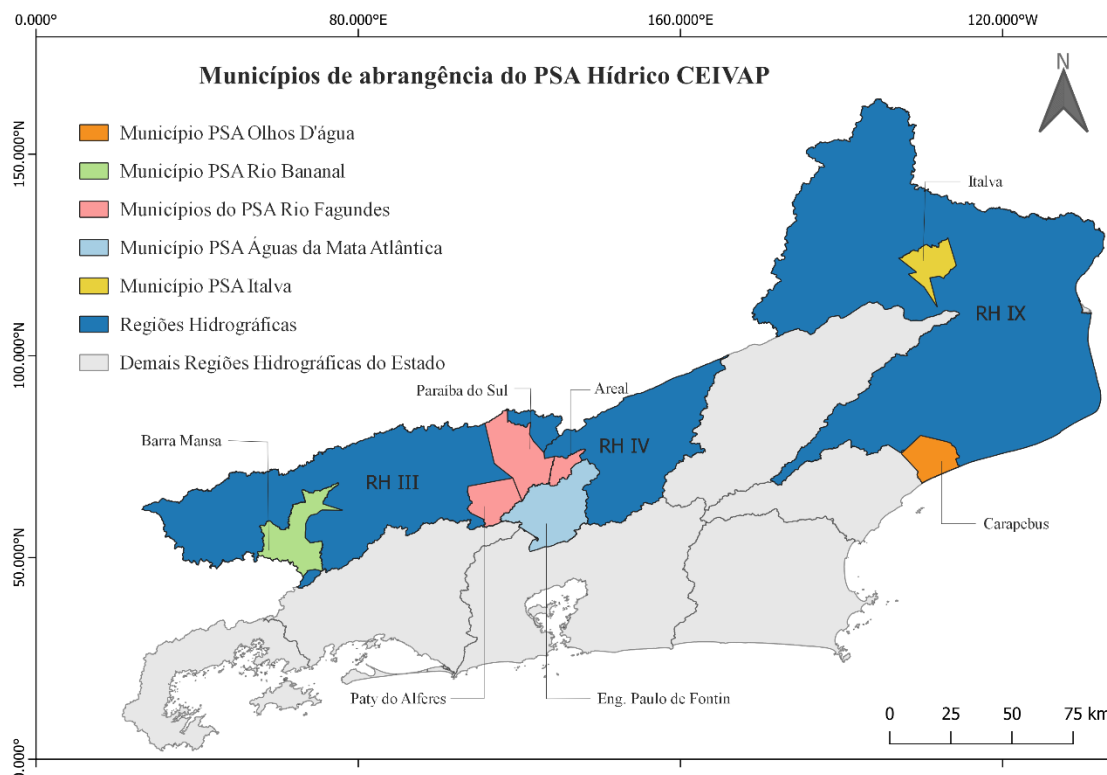 0.000° 80.000°E 160.000°E 120.000°W
Municípios de abrangência do PSA Hídrico CEIVAP
N
Município PSA Olhos D'água
Município PSA Rio Bananal
Municípios do PSA Rio Fagundes
Município PSA Águas da Mata Atlântica
Município PSA Italva
Regiões Hidrográficas
Demais Regiões Hidrográficas do Estado
150.000°N
100.000°N
50.000°N
0.000°
Italva
RH IX
Paraiba do Sul
Areal
Barra Mansa
RH IV
RH III
Carapebus
Paty do Alferes
Eng. Paulo de Fontin
0 25 50 75 km